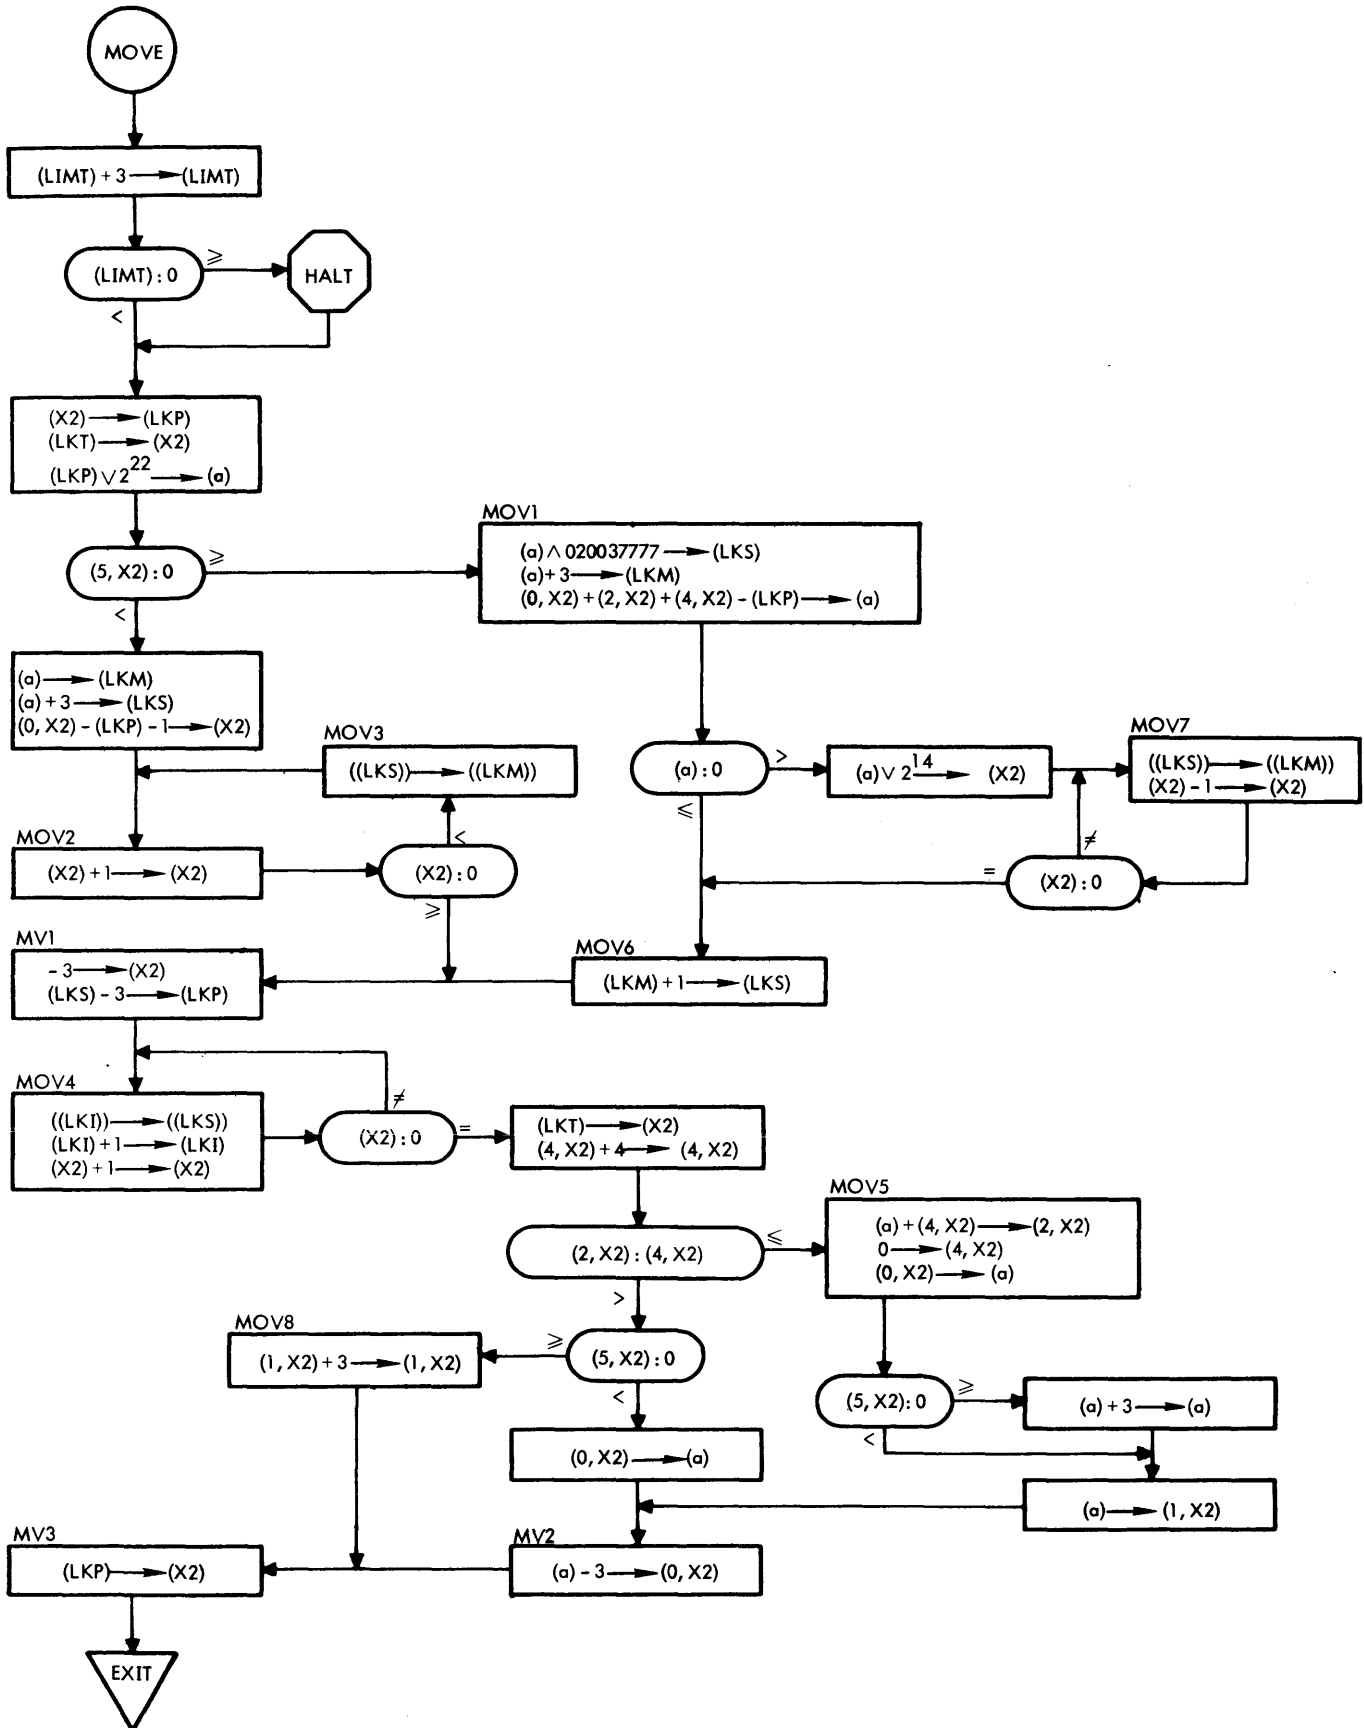 MOVE
(LIMT) + 3 ⟶ (LIMT)
(LIMT) : 0
≥
HALT
<
(X2) ⟶ (LKP)
(LKT) ⟶ (X2)
(LKP) ∨ 2^22 ⟶ (a)
(5, X2) : 0
≥
<
MOV1
(a) ∧ 020037777 ⟶ (LKS)
(a) + 3 ⟶ (LKM)
(0, X2) + (2, X2) + (4, X2) - (LKP) ⟶ (a)
(a) ⟶ (LKM)
(a) + 3 ⟶ (LKS)
(0, X2) - (LKP) - 1 ⟶ (X2)
MOV3
((LKS)) ⟶ ((LKM))
(a) : 0
>
≤
(a) ∨ 2^14 ⟶ (X2)
MOV7
((LKS)) ⟶ ((LKM))
(X2) - 1 ⟶ (X2)
MOV2
(X2) + 1 ⟶ (X2)
<
(X2) : 0
≥
≠
=
(X2) : 0
MV1
- 3 ⟶ (X2)
(LKS) - 3 ⟶ (LKP)
MOV6
(LKM) + 1 ⟶ (LKS)
MOV4
((LKI)) ⟶ ((LKS))
(LKI) + 1 ⟶ (LKI)
(X2) + 1 ⟶ (X2)
≠
(X2) : 0
=
(LKT) ⟶ (X2)
(4, X2) + 4 ⟶ (4, X2)
(2, X2) : (4, X2)
≤
>
MOV5
(a) + (4, X2) ⟶ (2, X2)
0 ⟶ (4, X2)
(0, X2) ⟶ (a)
MOV8
(1, X2) + 3 ⟶ (1, X2)
≥
(5, X2) : 0
<
(5, X2) : 0
≥
<
(a) + 3 ⟶ (a)
(0, X2) ⟶ (a)
(a) ⟶ (1, X2)
MV3
(LKP) ⟶ (X2)
MV2
(a) - 3 ⟶ (0, X2)
EXIT